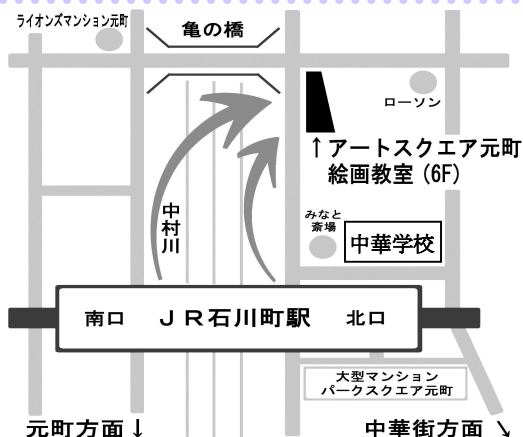 ライオンズマンション元町
亀の橋
ローソン
↑アートスクエア元町
絵画教室 (6F)
中村川
みなと
斎場
中華学校
南口 JR石川町駅 北口
大型マンション
パークスクエア元町
元町方面↓
中華街方面↘